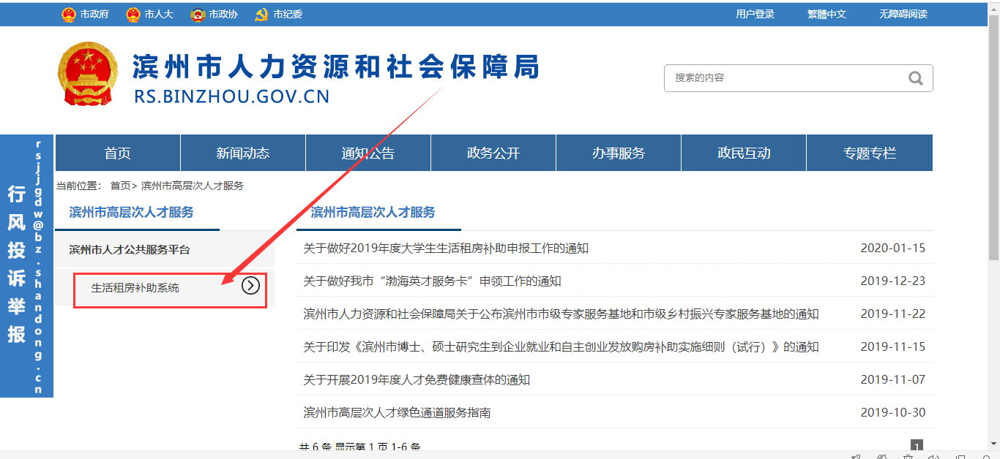 市政府 市人大 市政协 市纪委 用户登录 繁體中文 无障碍阅读
滨州市人力资源和社会保障局
RS.BINZHOU.GOV.CN
搜索的内容
首页 新闻动态 通知公告 政务公开 办事服务 政民互动 专题专栏
行风投诉举报
rsjjgdw@bz.shandong.cn
当前位置： 首页> 滨州市高层次人才服务
滨州市高层次人才服务
滨州市人才公共服务平台
生活租房补助系统
滨州市高层次人才服务
关于做好2019年度大学生生活租房补助申报工作的通知 2020-01-15
关于做好我市“渤海英才服务卡”申领工作的通知 2019-12-23
滨州市人力资源和社会保障局关于公布滨州市市级专家服务基地和市级乡村振兴专家服务基地的通知 2019-11-22
关于印发《滨州市博士、硕士研究生到企业就业和自主创业发放购房补助实施细则（试行）》的通知 2019-11-15
关于开展2019年度人才免费健康查体的通知 2019-11-07
滨州市高层次人才绿色通道服务指南 2019-10-30
共 6 条 显示第 1 页 1-6 条 1